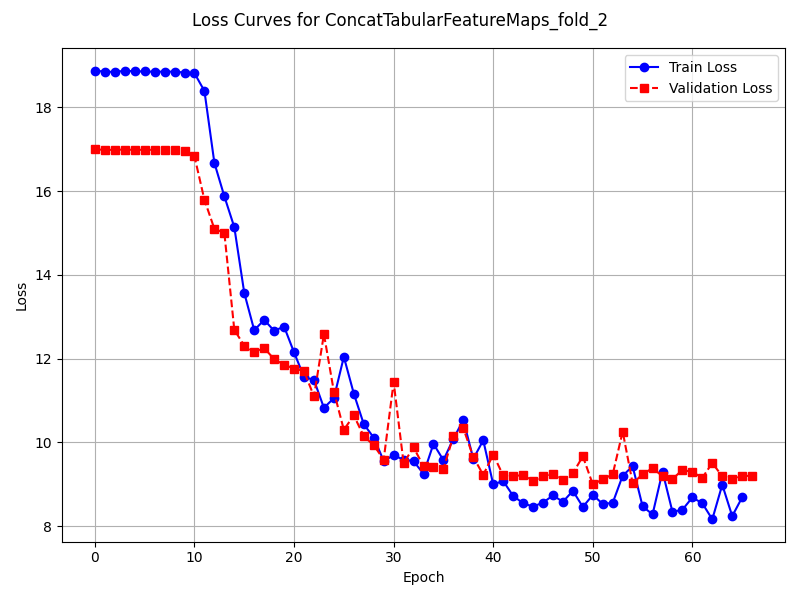 Loss Curves for ConcatTabularFeatureMaps_fold_2
Train Loss
Validation Loss
18
16
14
12
10
8
Loss
0 10 20 30 40 50 60
Epoch